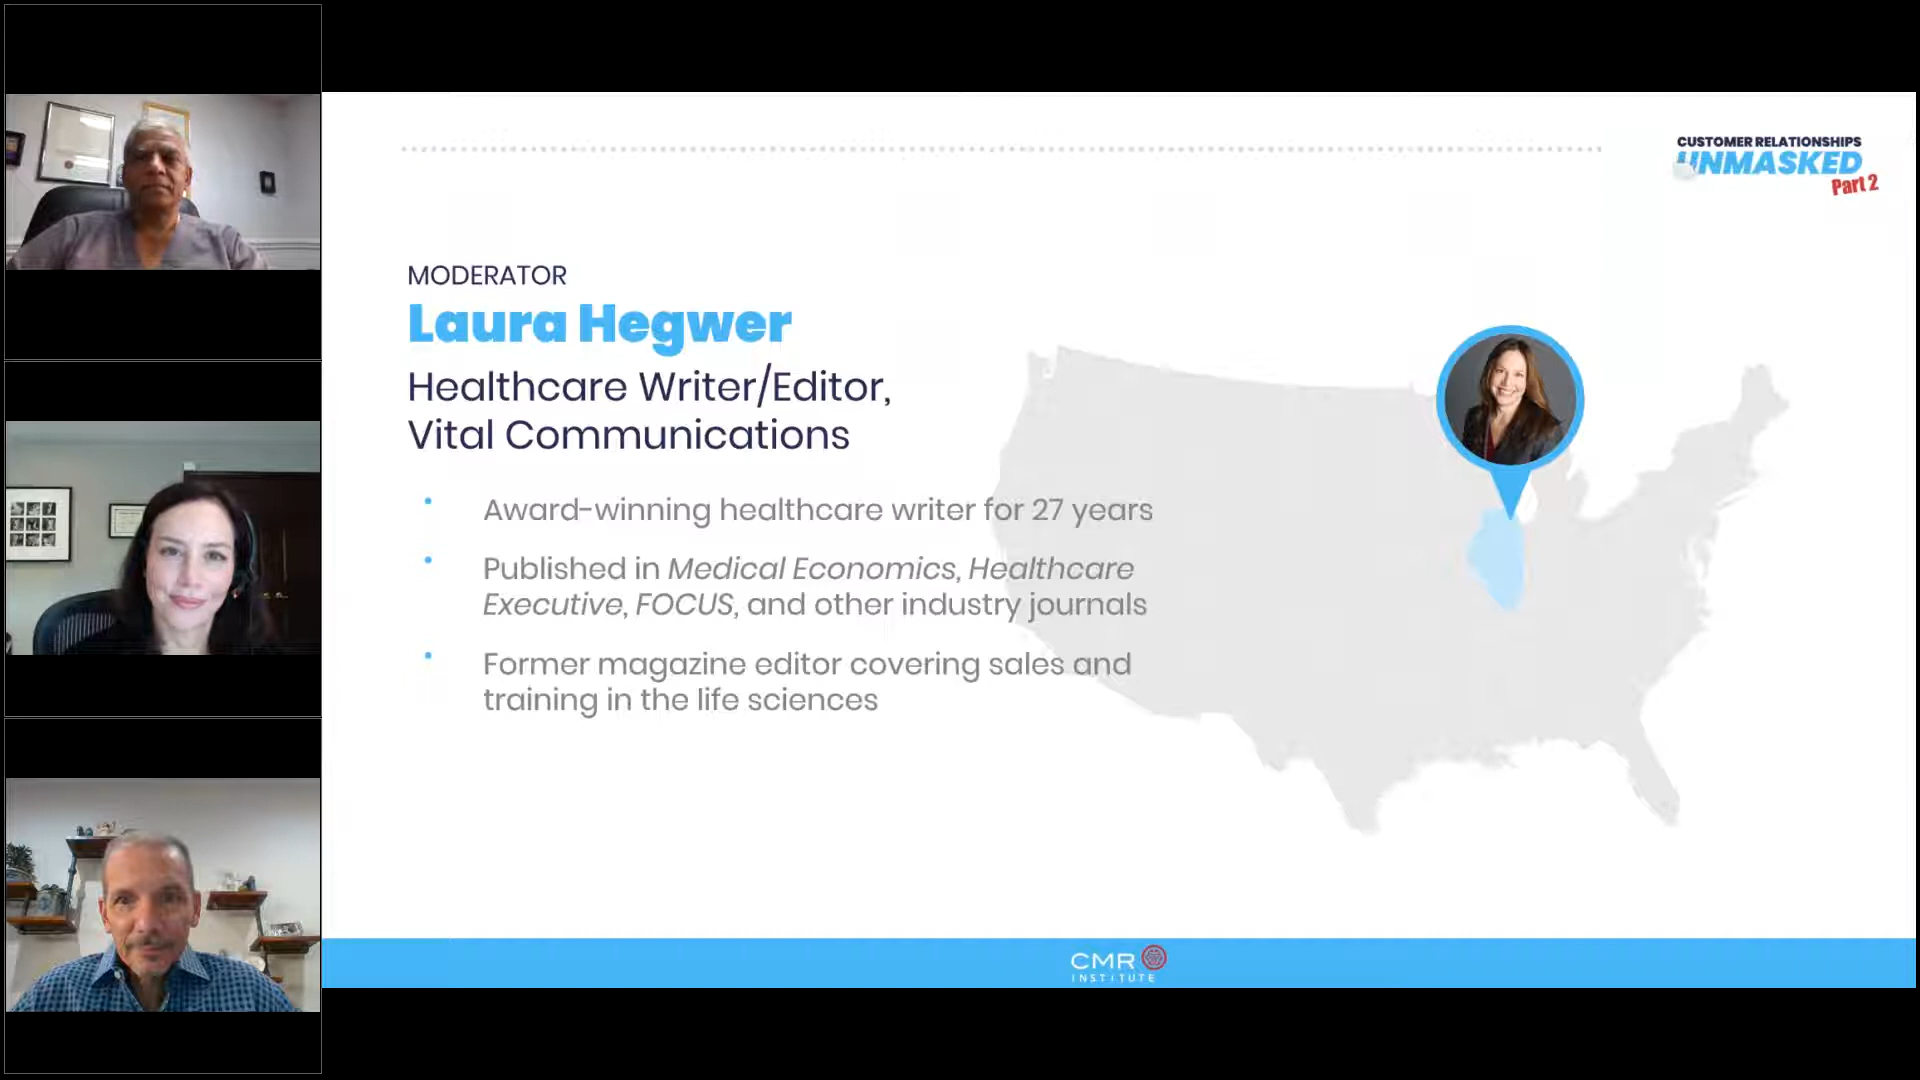 CUSTOMER RELATIONSHIPS
UNMASKED
Part 2
MODERATOR
Laura Hegwer
Healthcare Writer/Editor,
Vital Communications
• Award-winning healthcare writer for 27 years
• Published in Medical Economics, Healthcare
Executive, FOCUS, and other industry journals
• Former magazine editor covering sales and
training in the life sciences
CMR
INSTITUTE